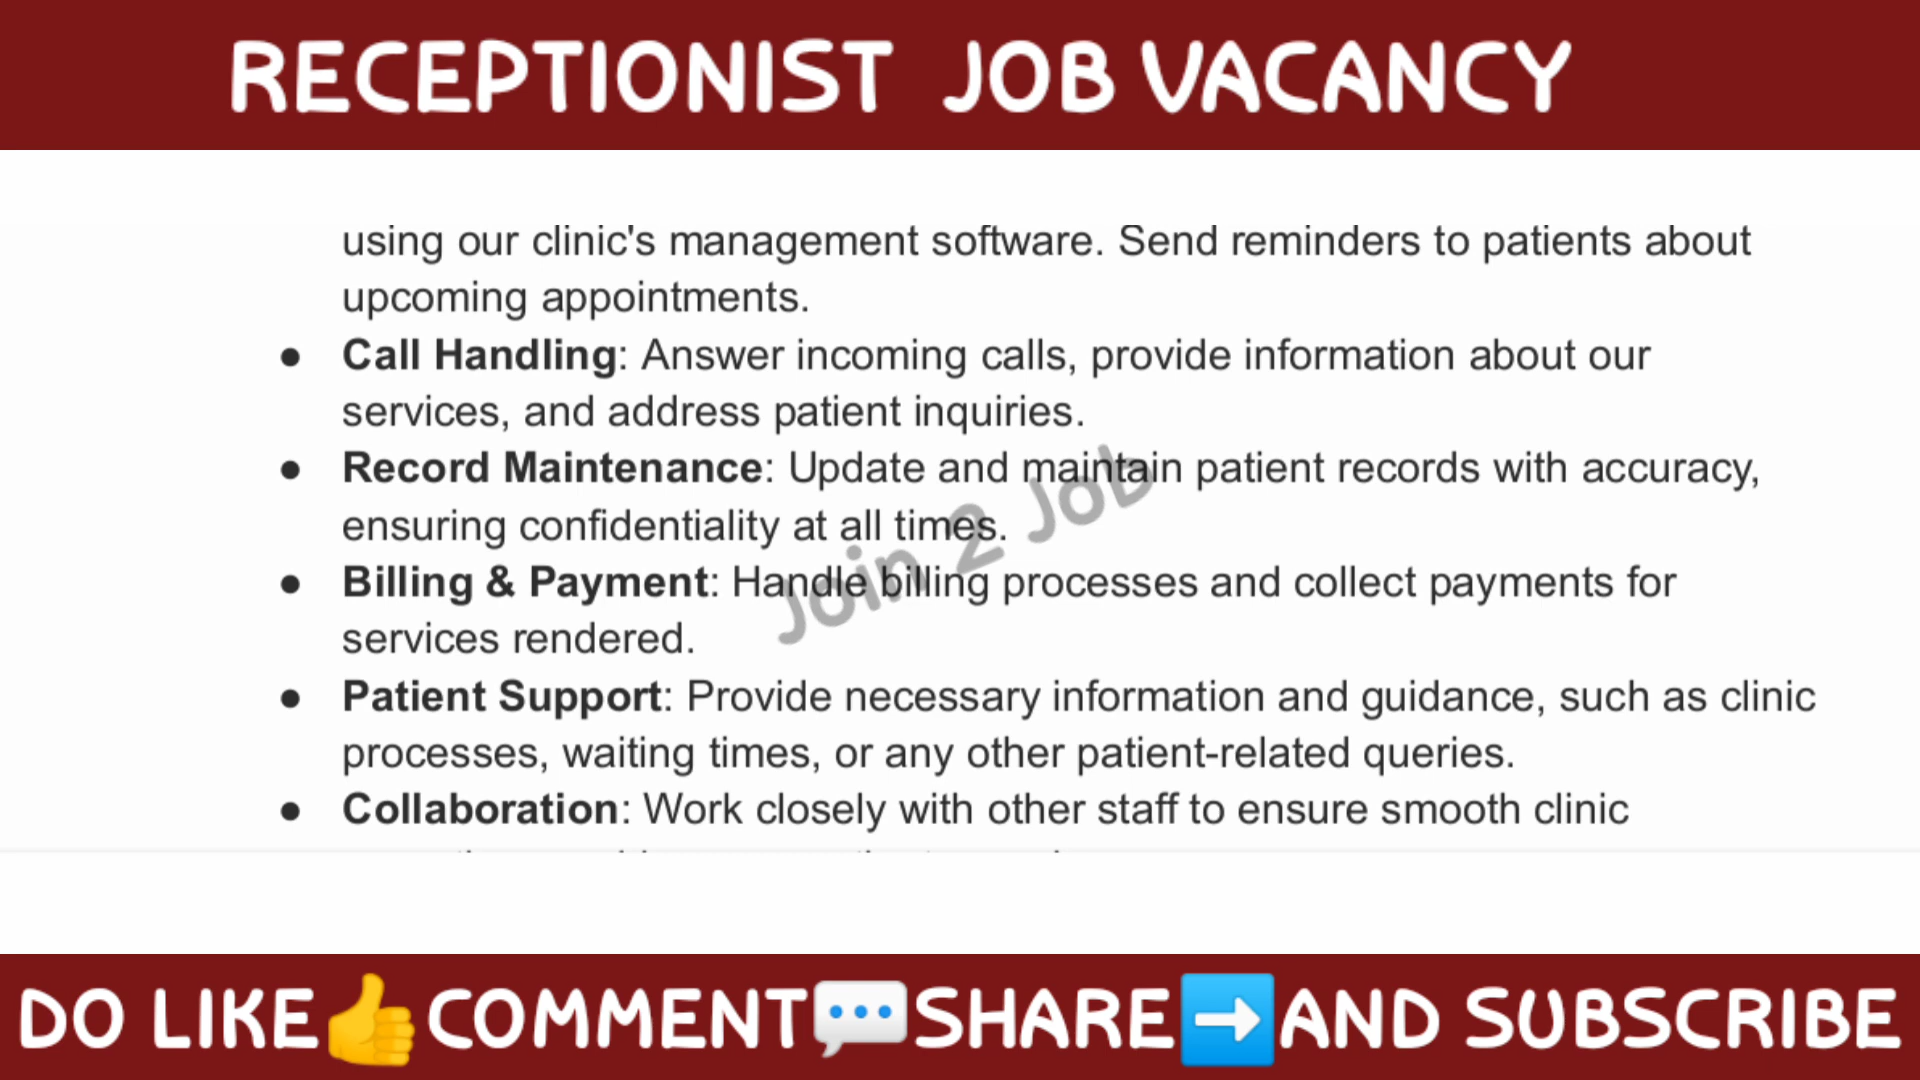 RECEPTIONIST JOB VACANCY
using our clinic's management software. Send reminders to patients about
upcoming appointments.
● Call Handling: Answer incoming calls, provide information about our
services, and address patient inquiries.
● Record Maintenance: Update and maintain patient records with accuracy,
ensuring confidentiality at all times.
● Billing & Payment: Handle billing processes and collect payments for
services rendered.
● Patient Support: Provide necessary information and guidance, such as clinic
processes, waiting times, or any other patient-related queries.
● Collaboration: Work closely with other staff to ensure smooth clinic
Join 2 Job
DO LIKE👍COMMENT💬SHARE➡️AND SUBSCRIBE